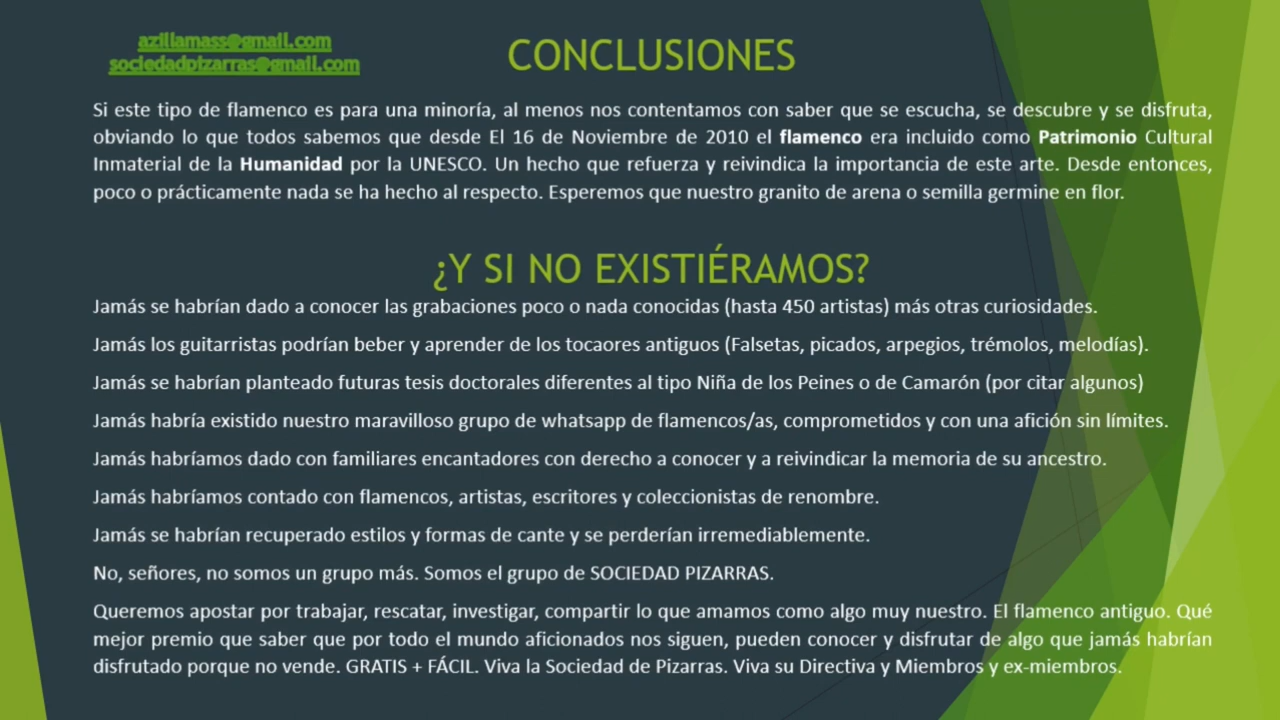 azillamass@gmail.com
sociedadpizarras@gmail.com
CONCLUSIONES
Si este tipo de flamenco es para una minoría, al menos nos contentamos con saber que se escucha, se descubre y se disfruta,
obviando lo que todos sabemos que desde El 16 de Noviembre de 2010 el flamenco era incluido como Patrimonio Cultural
Inmaterial de la Humanidad por la UNESCO. Un hecho que refuerza y reivindica la importancia de este arte. Desde entonces,
poco o prácticamente nada se ha hecho al respecto. Esperemos que nuestro granito de arena o semilla germine en flor.
¿Y SI NO EXISTIÉRAMOS?
Jamás se habrían dado a conocer las grabaciones poco o nada conocidas (hasta 450 artistas) más otras curiosidades.
Jamás los guitarristas podrían beber y aprender de los tocaores antiguos (Falsetas, picados, arpegios, trémolos, melodías).
Jamás se habrían planteado futuras tesis doctorales diferentes al tipo Niña de los Peines o de Camarón (por citar algunos)
Jamás habría existido nuestro maravilloso grupo de whatsapp de flamencos/as, comprometidos y con una afición sin límites.
Jamás habríamos dado con familiares encantadores con derecho a conocer y a reivindicar la memoria de su ancestro.
Jamás habríamos contado con flamencos, artistas, escritores y coleccionistas de renombre.
Jamás se habrían recuperado estilos y formas de cante y se perderían irremediablemente.
No, señores, no somos un grupo más. Somos el grupo de SOCIEDAD PIZARRAS.
Queremos apostar por trabajar, rescatar, investigar, compartir lo que amamos como algo muy nuestro. El flamenco antiguo. Qué
mejor premio que saber que por todo el mundo aficionados nos siguen, pueden conocer y disfrutar de algo que jamás habrían
disfrutado porque no vende. GRATIS + FÁCIL. Viva la Sociedad de Pizarras. Viva su Directiva y Miembros y ex-miembros.